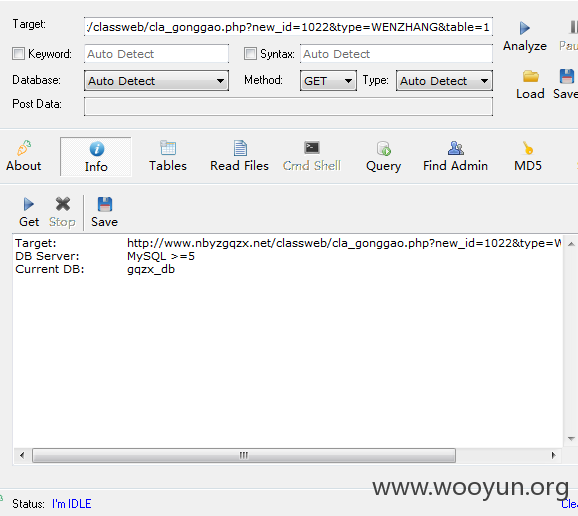 Target: /classweb/cla_gonggao.php?new_id=1022&type=WENZHANG&table=1
Analyze
Keyword: Auto Detect Syntax: Auto Detect
Database: Auto Detect Method: GET Type: Auto Detect
Load Save
Post Data:
About Info Tables Read Files Cmd Shell Query Find Admin MD5
Get Stop Save
Target: http://www.nbyzgqzx.net/classweb/cla_gonggao.php?new_id=1022&type=W
DB Server: MySQL >=5
Current DB: gqzx_db
www.wooyun.org
Status: I'm IDLE